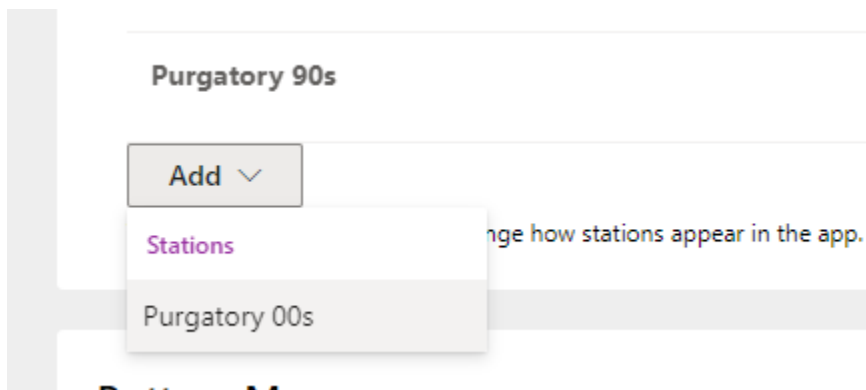 Purgatory 90s
Add
Stations
nge how stations appear in the app.
Purgatory 00s